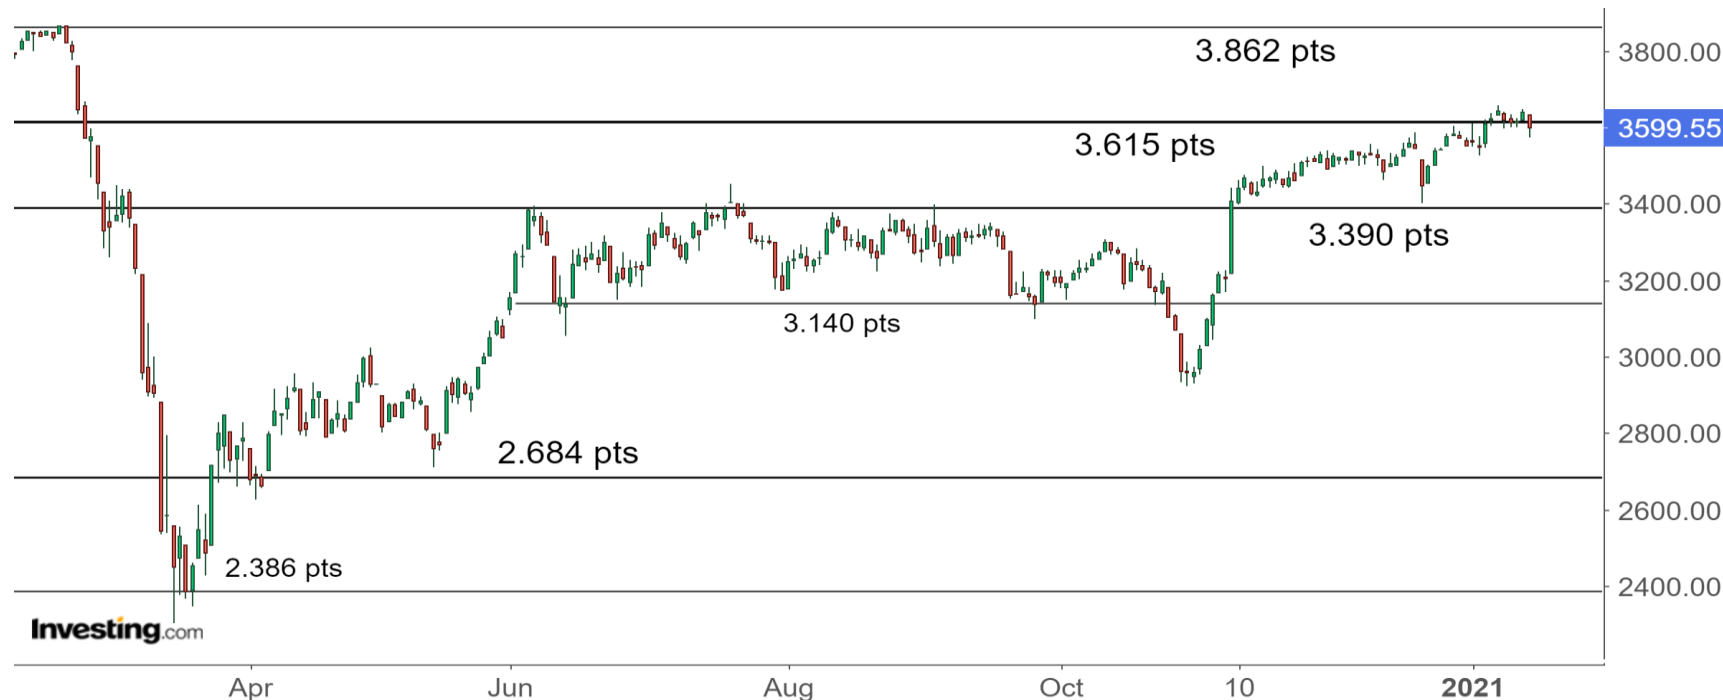 3.862 pts
3800.00
3.615 pts
3599.55
3400.00
3.390 pts
3200.00
3.140 pts
3000.00
2800.00
2.684 pts
2600.00
2.386 pts
2400.00
Investing.com
Apr
Jun
Aug
Oct
10
2021